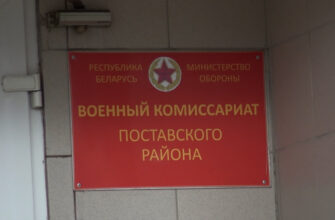 РЕСПУБЛИКА БЕЛАРУСЬ
МИНИСТЕРСТВО ОБОРОНЫ
ВОЕННЫЙ КОМИССАРИАТ
ПОСТАВСКОГО
РАЙОНА